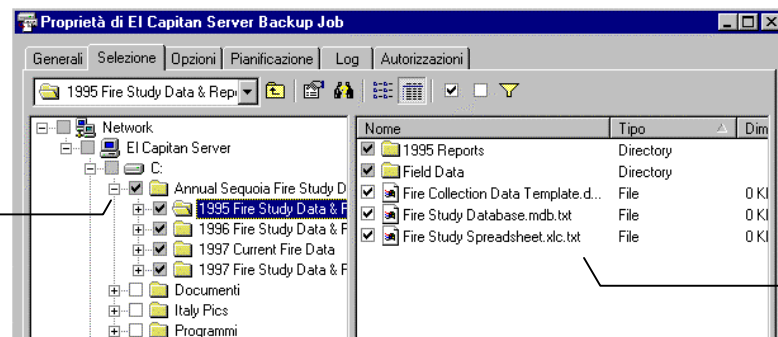 Proprietà di El Capitan Server Backup Job
Generali Selezione Opzioni Pianificazione Log Autorizzazioni
1995 Fire Study Data & Rep
Network
El Capitan Server
C:
Annual Sequoia Fire Study D
1995 Fire Study Data & F
1996 Fire Study Data & F
1997 Current Fire Data
1997 Fire Study Data & F
Documenti
Italy Pics
Programmi
Nome Tipo Dim
1995 Reports Directory
Field Data Directory
Fire Collection Data Template.d... File 0 KI
Fire Study Database.mdb.txt File 0 KI
Fire Study Spreadsheet.xlc.txt File 0 KI